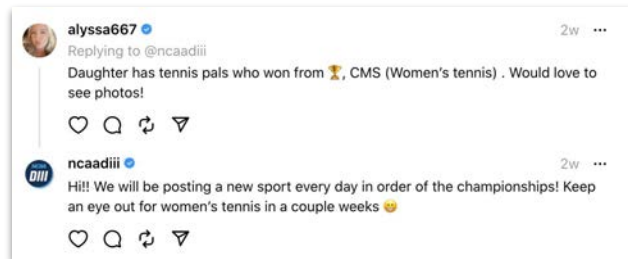 alyssa667 2w
Replying to @ncaadiii
Daughter has tennis pals who won from 🏆, CMS (Women's tennis) . Would love to
see photos!
NCAA
DIII
ncaadiii 2w
Hi!! We will be posting a new sport every day in order of the championships! Keep
an eye out for women's tennis in a couple weeks 😁